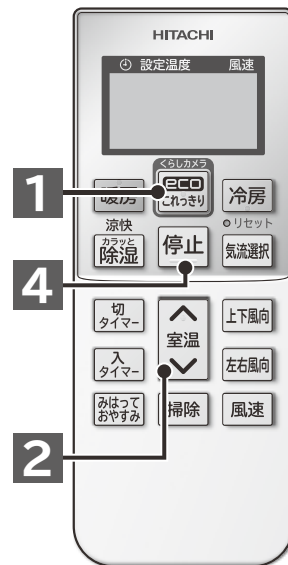 HITACHI
設定温度 風速
くらしカメラ
1
暖房
eco
これっきり
冷房
涼快
リセット
カラッと
除湿
停止
気流選択
4
切
タイマー
室温
上下風向
入
タイマー
左右風向
2
みはって
おやすみ
掃除
風速